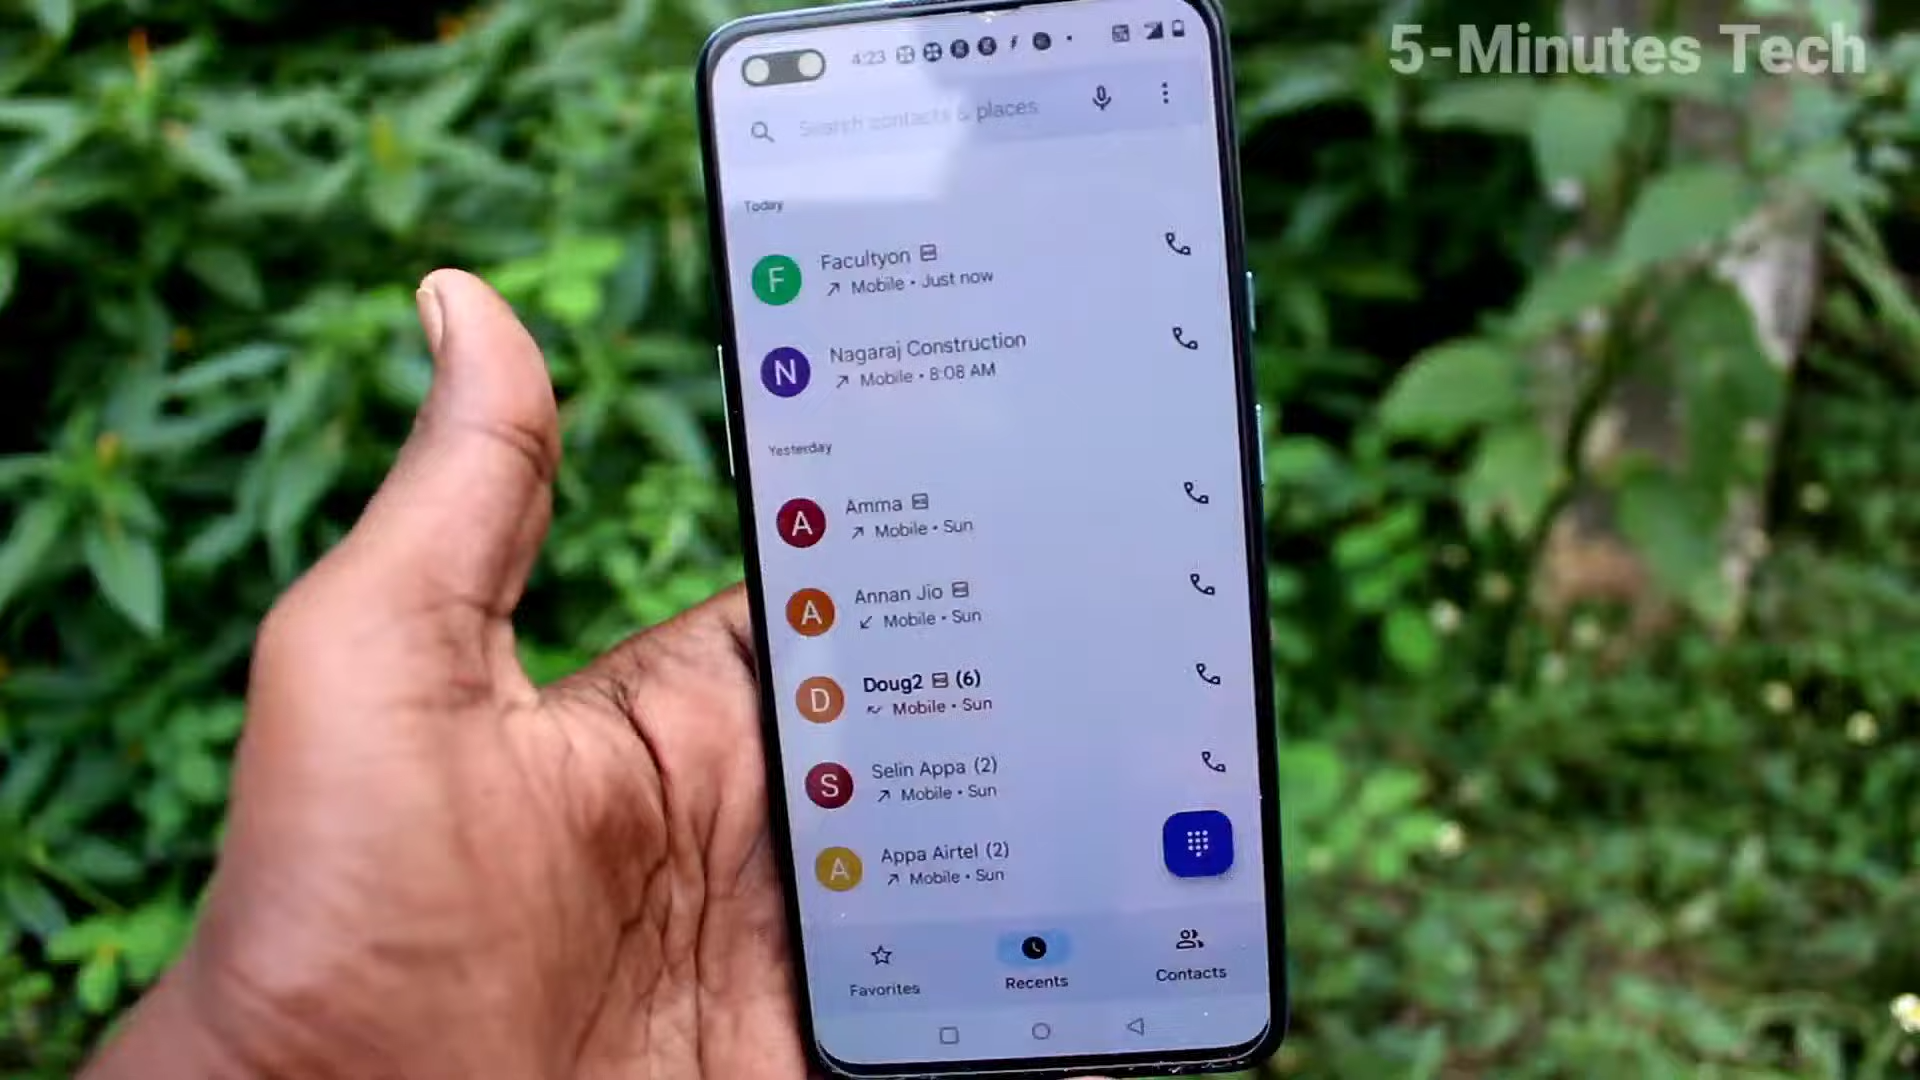 5-Minutes Tech
4:23
Search contacts & places
Today
F
Facultyon
Mobile • Just now
N
Nagaraj Construction
Mobile • 8:08 AM
Yesterday
A
Amma
Mobile • Sun
A
Annan Jio
Mobile • Sun
D
Doug2 (6)
Mobile • Sun
S
Selin Appa (2)
Mobile • Sun
A
Appa Airtel (2)
Mobile • Sun
Favorites
Recents
Contacts